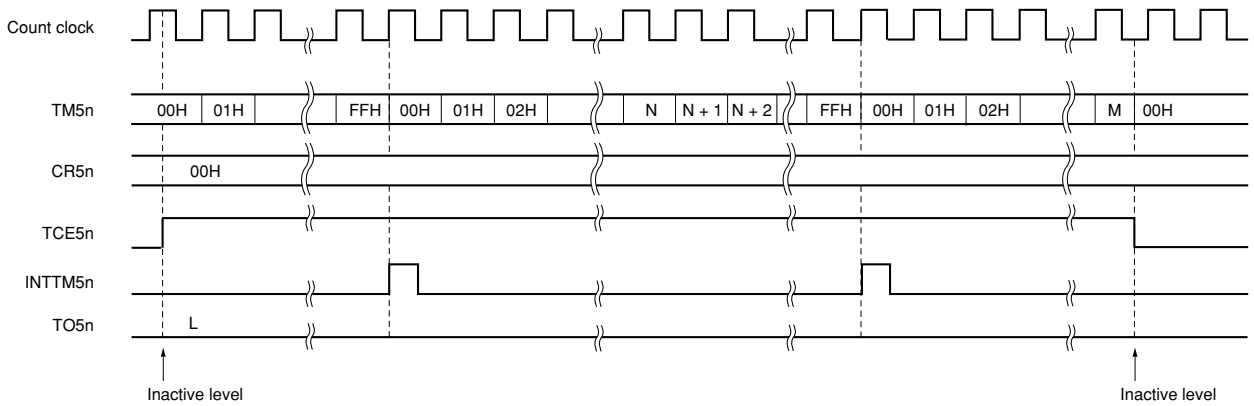 Count clock
TM5n 00H 01H FFH 00H 01H 02H N N + 1 N + 2 FFH 00H 01H 02H M 00H
CR5n 00H
TCE5n
INTTM5n
TO5n L
Inactive level Inactive level